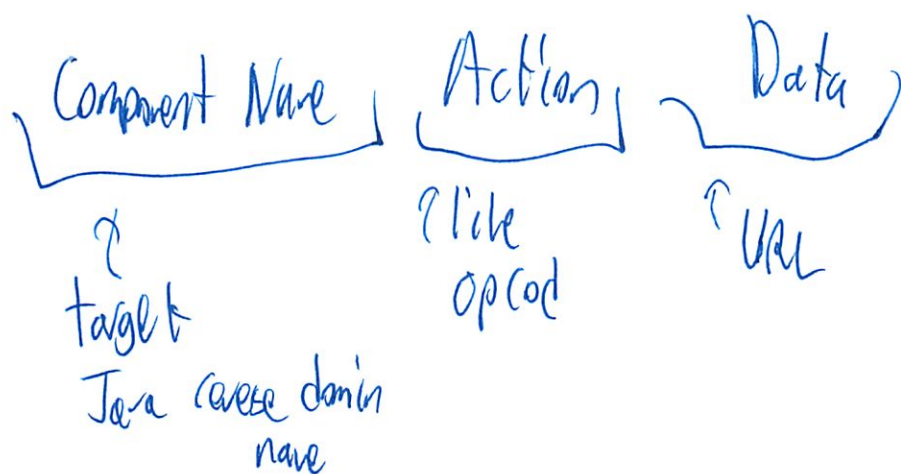 Component Name Action Data
target
Java reverse domain
name
like
opcod
URL